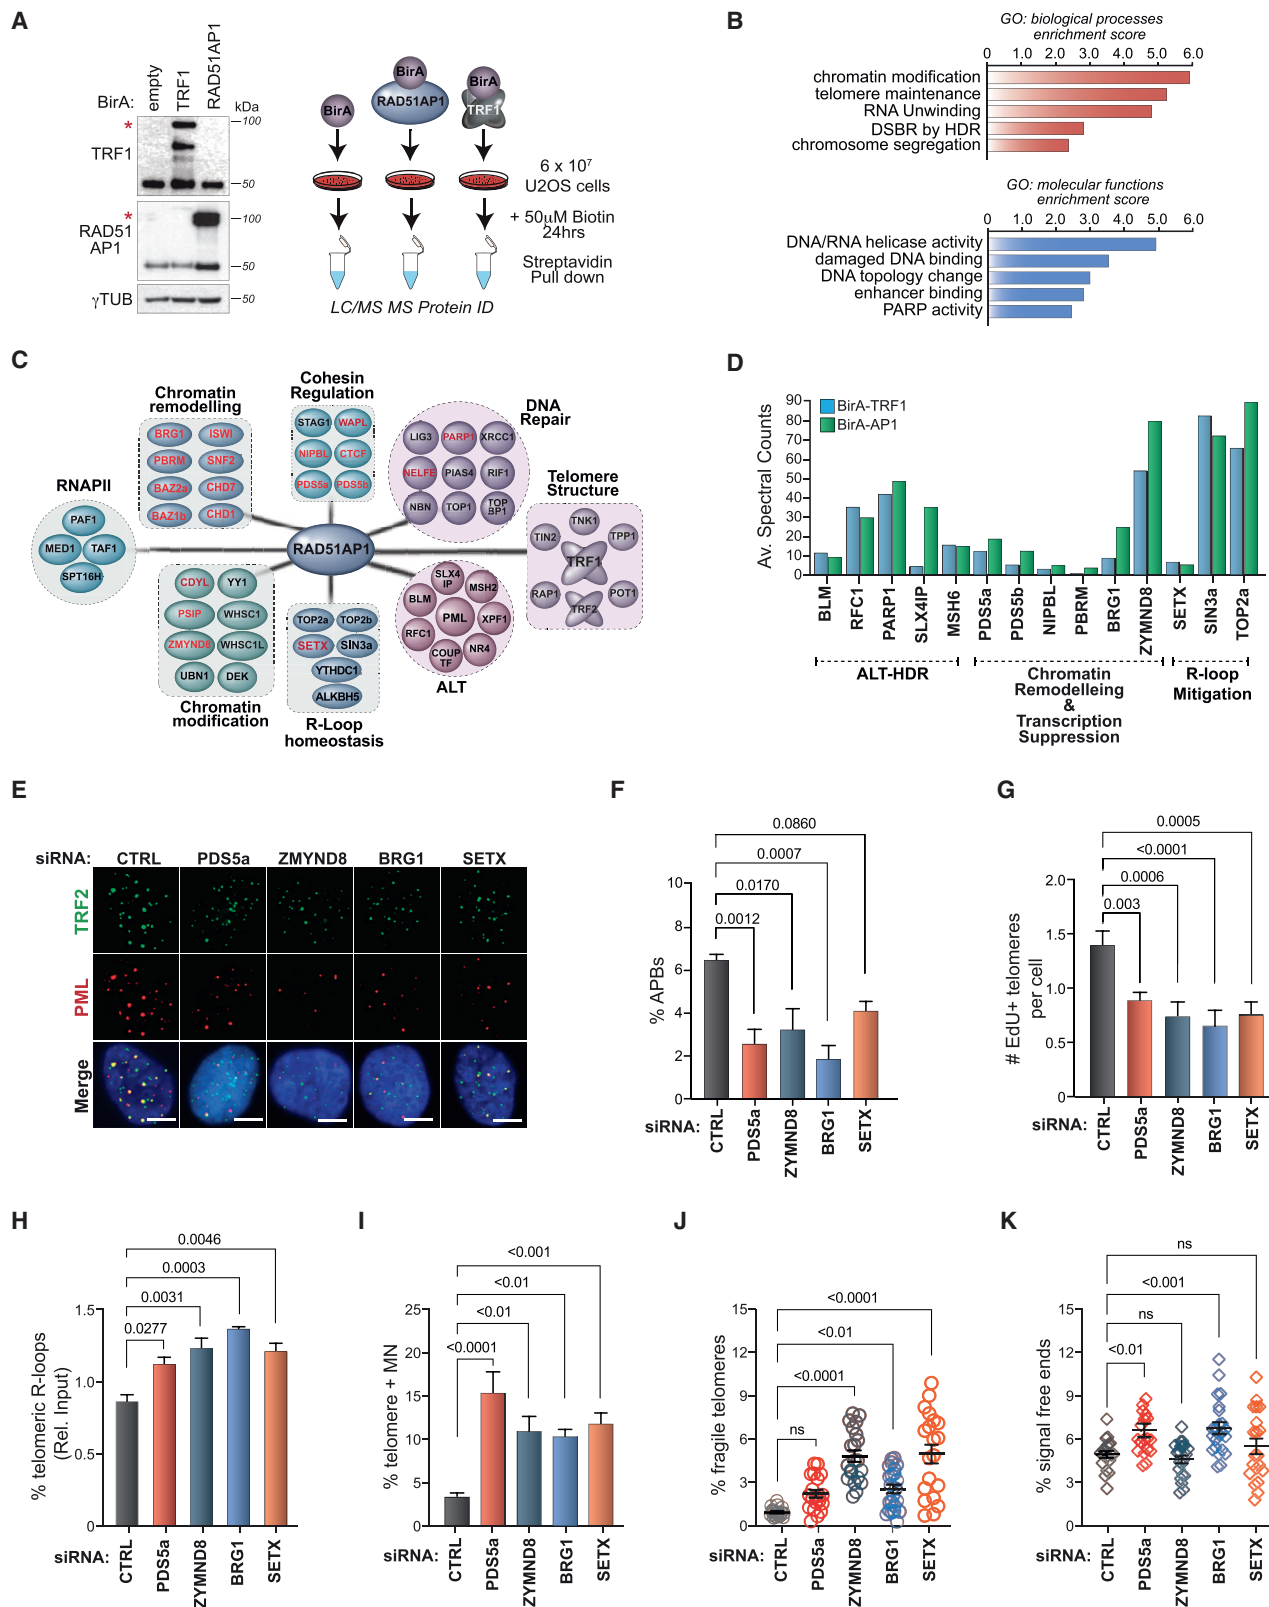 A
BirA:
empty
TRF1
RAD51AP1
kDa
*
TRF1
100
50
*
RAD51
AP1
100
50
γTUB
50
BirA
BirA
RAD51AP1
BirA
TRF1
6 x 10⁷
U2OS cells
+ 50µM Biotin
24hrs
Streptavidin
Pull down
LC/MS MS Protein ID
B
GO: biological processes
enrichment score
0 1.0 2.0 3.0 4.0 5.0 6.0
chromatin modification
telomere maintenance
RNA Unwinding
DSBR by HDR
chromosome segregation
GO: molecular functions
enrichment score
0 1.0 2.0 3.0 4.0 5.0 6.0
DNA/RNA helicase activity
damaged DNA binding
DNA topology change
enhancer binding
PARP activity
C
RNAPII
PAF1
MED1 TAF1
SPT16H
Chromatin
remodelling
BRG1 ISWI
PBRM SNF2
BAZ2a CHD7
BAZ1b CHD1
Cohesin
Regulation
STAG1 WAPL
NIPBL CTCF
PDS5a PDS5b
DNA
Repair
LIG3 PARP1 XRCC1
NELFE PIAS4 RIF1
NBN TOP1 TOP
BP1
Telomere
Structure
TNK1
TIN2 TPP1
TRF1
RAP1 POT1
TRF2
RAD51AP1
CDYL YY1
PSIP WHSC1
ZMYND8 WHSC1L
UBN1 DEK
Chromatin
modification
TOP2a TOP2b
SETX SIN3a
YTHDC1
ALKBH5
R-Loop
homeostasis
SLX4
IP
MSH2
BLM
PML
XPF1
RFC1
COUP
TF
NR4
ALT
D
Av. Spectral Counts
90
80
70
60
50
40
30
20
10
0
BirA-TRF1
BirA-AP1
BLM
RFC1
PARP1
SLX4IP
MSH6
PDS5a
PDS5b
NIPBL
PBRM
BRG1
ZYMND8
SETX
SIN3a
TOP2a
ALT-HDR
Chromatin
Remodelleing
&
Transcription
Suppression
R-loop
Mitigation
E
siRNA: CTRL PDS5a ZMYND8 BRG1 SETX
TRF2
PML
Merge
F
% APBs
10
8
6
4
2
0
0.0860
0.0007
0.0170
0.0012
siRNA:
CTRL
PDS5a
ZYMND8
BRG1
SETX
G
# EdU+ telomeres
per cell
2.0
1.5
1.0
0.5
0
0.0005
<0.0001
0.0006
0.003
siRNA:
CTRL
PDS5a
ZYMND8
BRG1
SETX
H
% telomeric R-loops
(Rel. Input)
1.5
1.0
0.5
0
0.0046
0.0003
0.0031
0.0277
siRNA:
CTRL
PDS5a
ZYMND8
BRG1
SETX
I
% telomere + MN
25
20
15
10
5
0
<0.001
<0.01
<0.01
<0.0001
siRNA:
CTRL
PDS5a
ZYMND8
BRG1
SETX
J
% fragile telomeres
15
12
9
6
3
0
<0.0001
<0.01
<0.0001
ns
siRNA:
CTRL
PDS5a
ZYMND8
BRG1
SETX
K
% signal free ends
15
12
9
6
3
0
ns
<0.001
ns
<0.01
siRNA:
CTRL
PDS5a
ZYMND8
BRG1
SETX